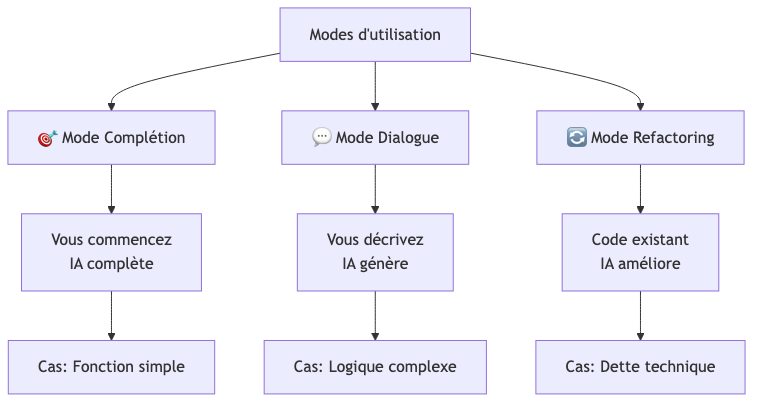 Modes d'utilisation
🎯 Mode Complétion
💬 Mode Dialogue
🔄 Mode Refactoring
Vous commencez
IA complète
Vous décrivez
IA génère
Code existant
IA améliore
Cas: Fonction simple
Cas: Logique complexe
Cas: Dette technique